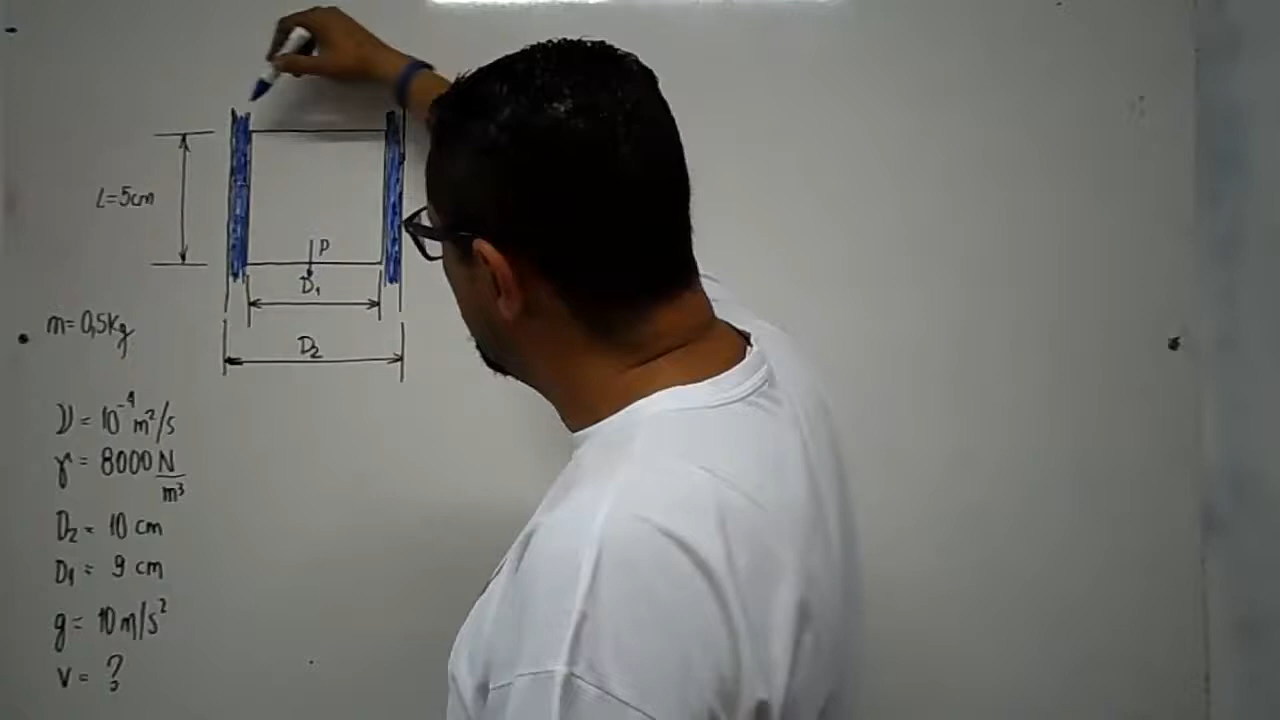 L=5cm
P
D₁
D₂
m=0,5Kg
ν = 10⁻⁴ m²/s
γ = 8000 N/m³
D₂ = 10 cm
D₁ = 9 cm
g = 10 m/s²
v = ?